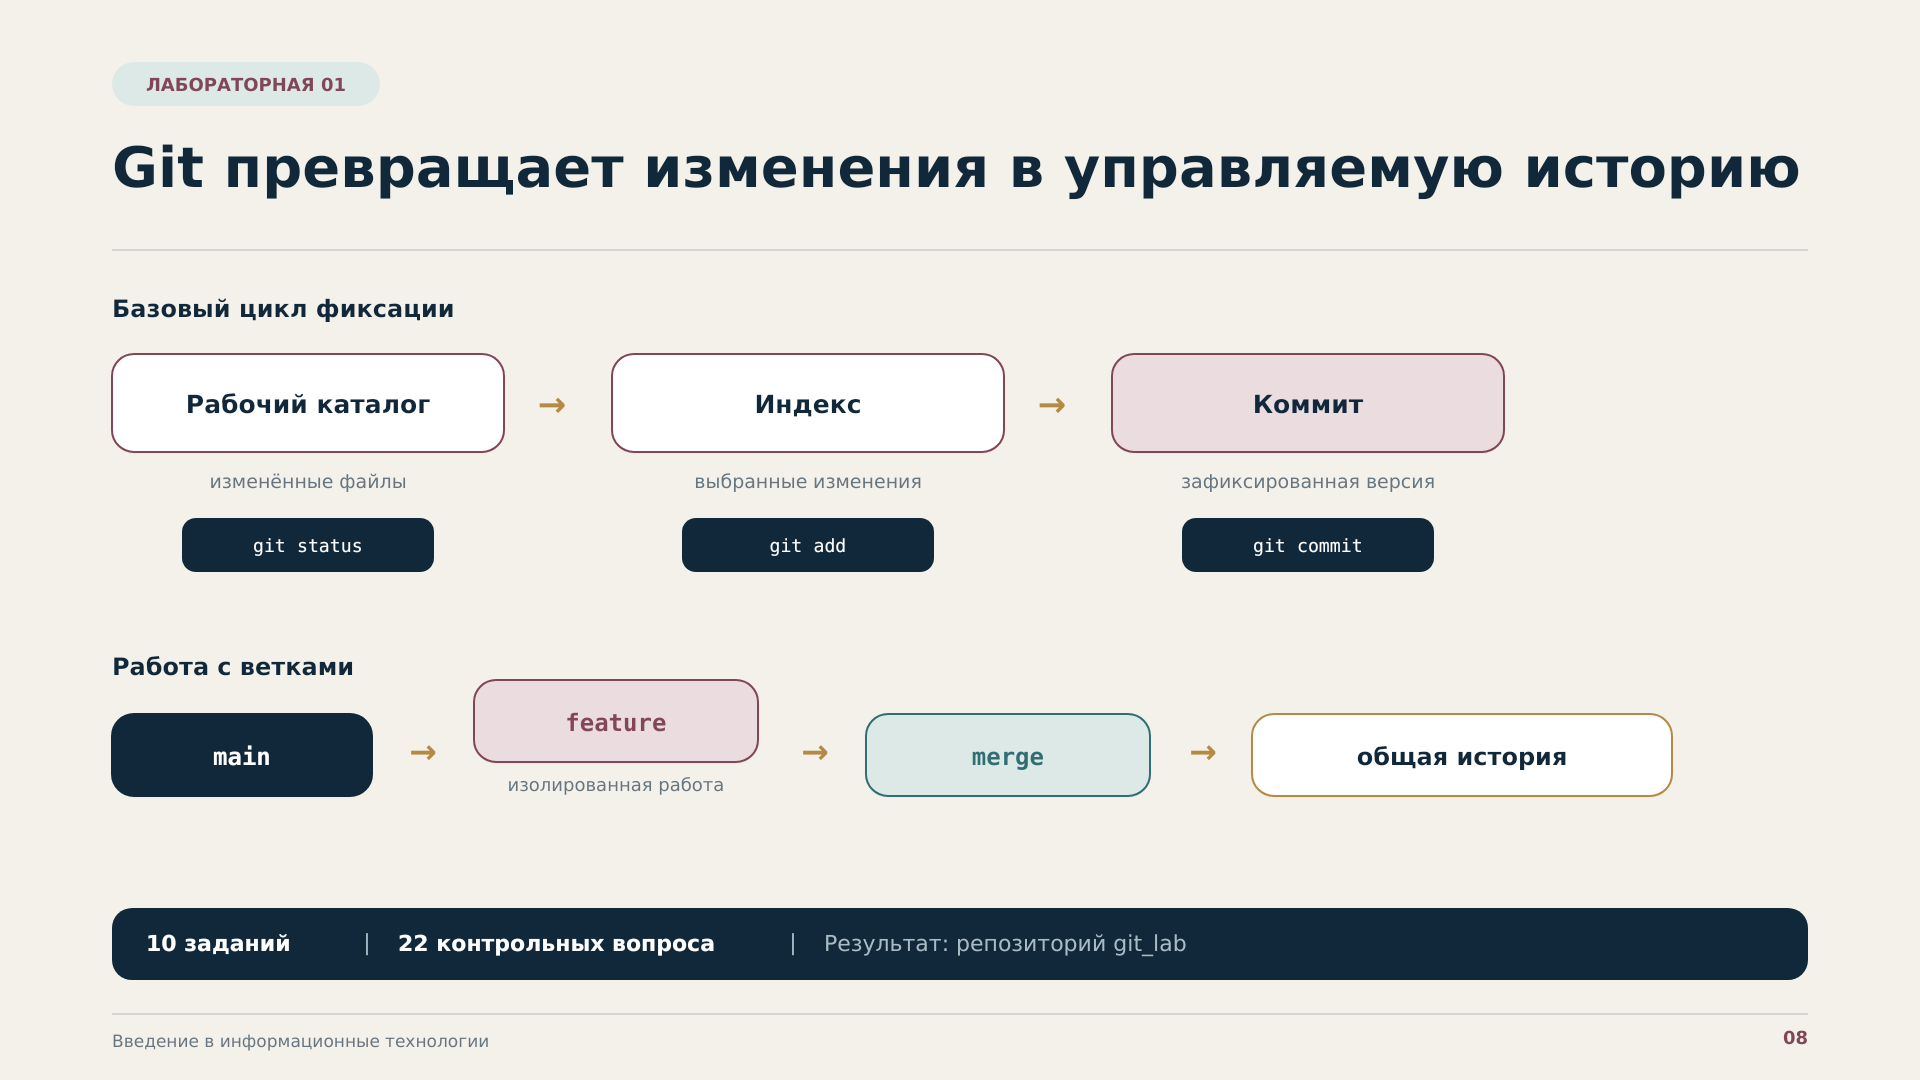 ЛАБОРАТОРНАЯ 01
Git превращает изменения в управляемую историю
Базовый цикл фиксации
Рабочий каталог → Индекс → Коммит
изменённые файлы выбранные изменения зафиксированная версия
git status git add git commit
Работа с ветками
main → feature → merge → общая история
изолированная работа
10 заданий | 22 контрольных вопроса | Результат: репозиторий git_lab
Введение в информационные технологии 08